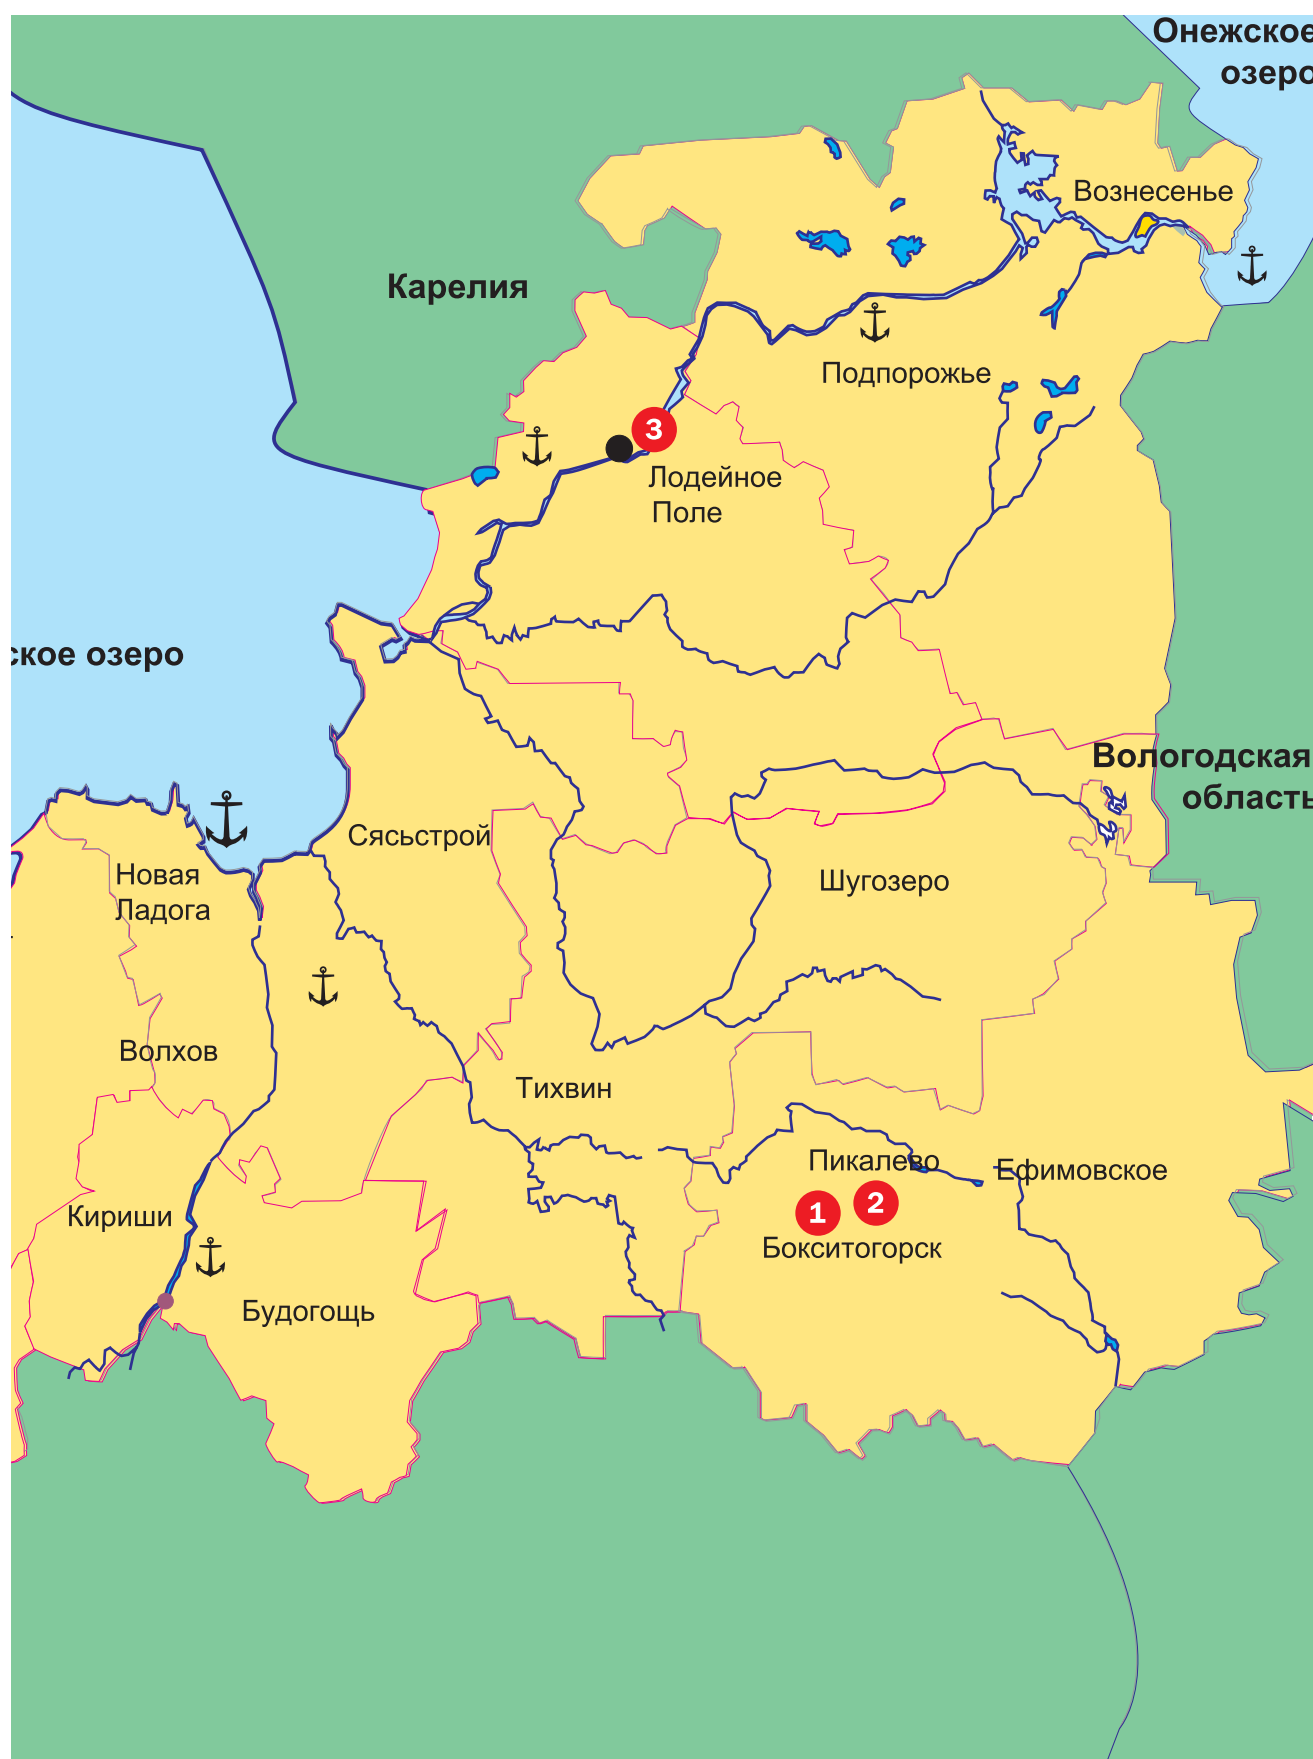 Онежское
озеро
Вознесенье
Карелия
Подпорожье
3
Лодейное
Поле
ское озеро
Вологодская
область
Сясьстрой
Новая
Ладога
Шугозеро
Волхов
Тихвин
Пикалево
Ефимовское
1
2
Кириши
Бокситогорск
Будогощь